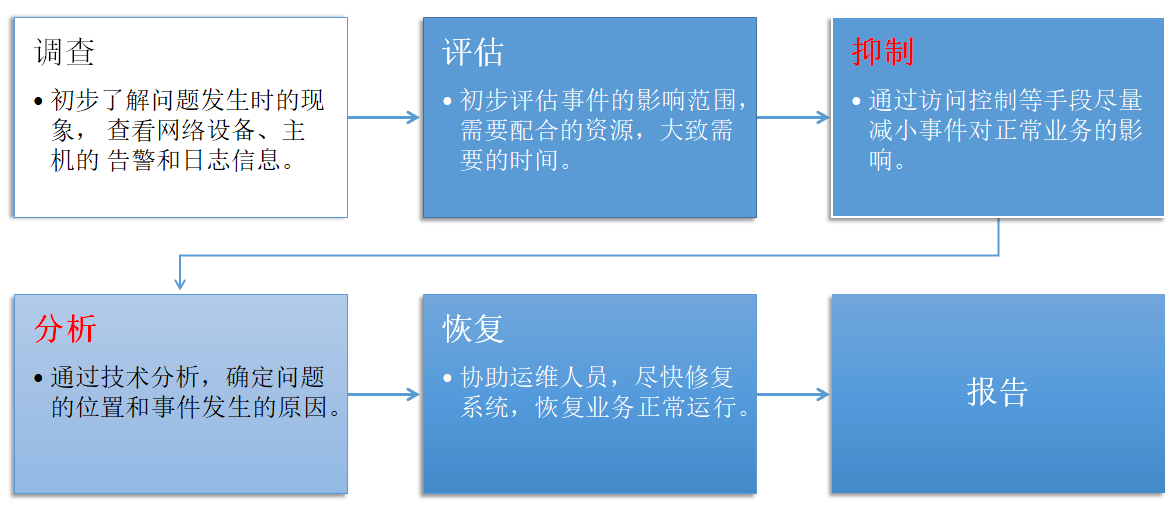 调查
• 初步了解问题发生时的现
象， 查看网络设备、主
机的 告警和日志信息。
评估
• 初步评估事件的影响范围，
需要配合的资源，大致需
要的时间。
抑制
• 通过访问控制等手段尽量
减小事件对正常业务的影
响。
分析
• 通过技术分析，确定问题
的位置和事件发生的原因。
恢复
• 协助运维人员，尽快修复
系统，恢复业务正常运行。
报告